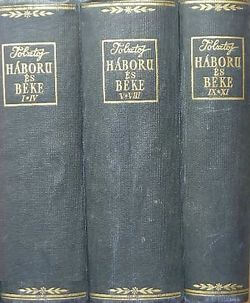 Tolsztoj
HÁBORU
ÉS
BÉKE
I*IV
Tolsztoj
HÁBORU
ÉS
BÉKE
V*VIII
Tolsztoj
HÁBORU
ÉS
BÉKE
IX*XI